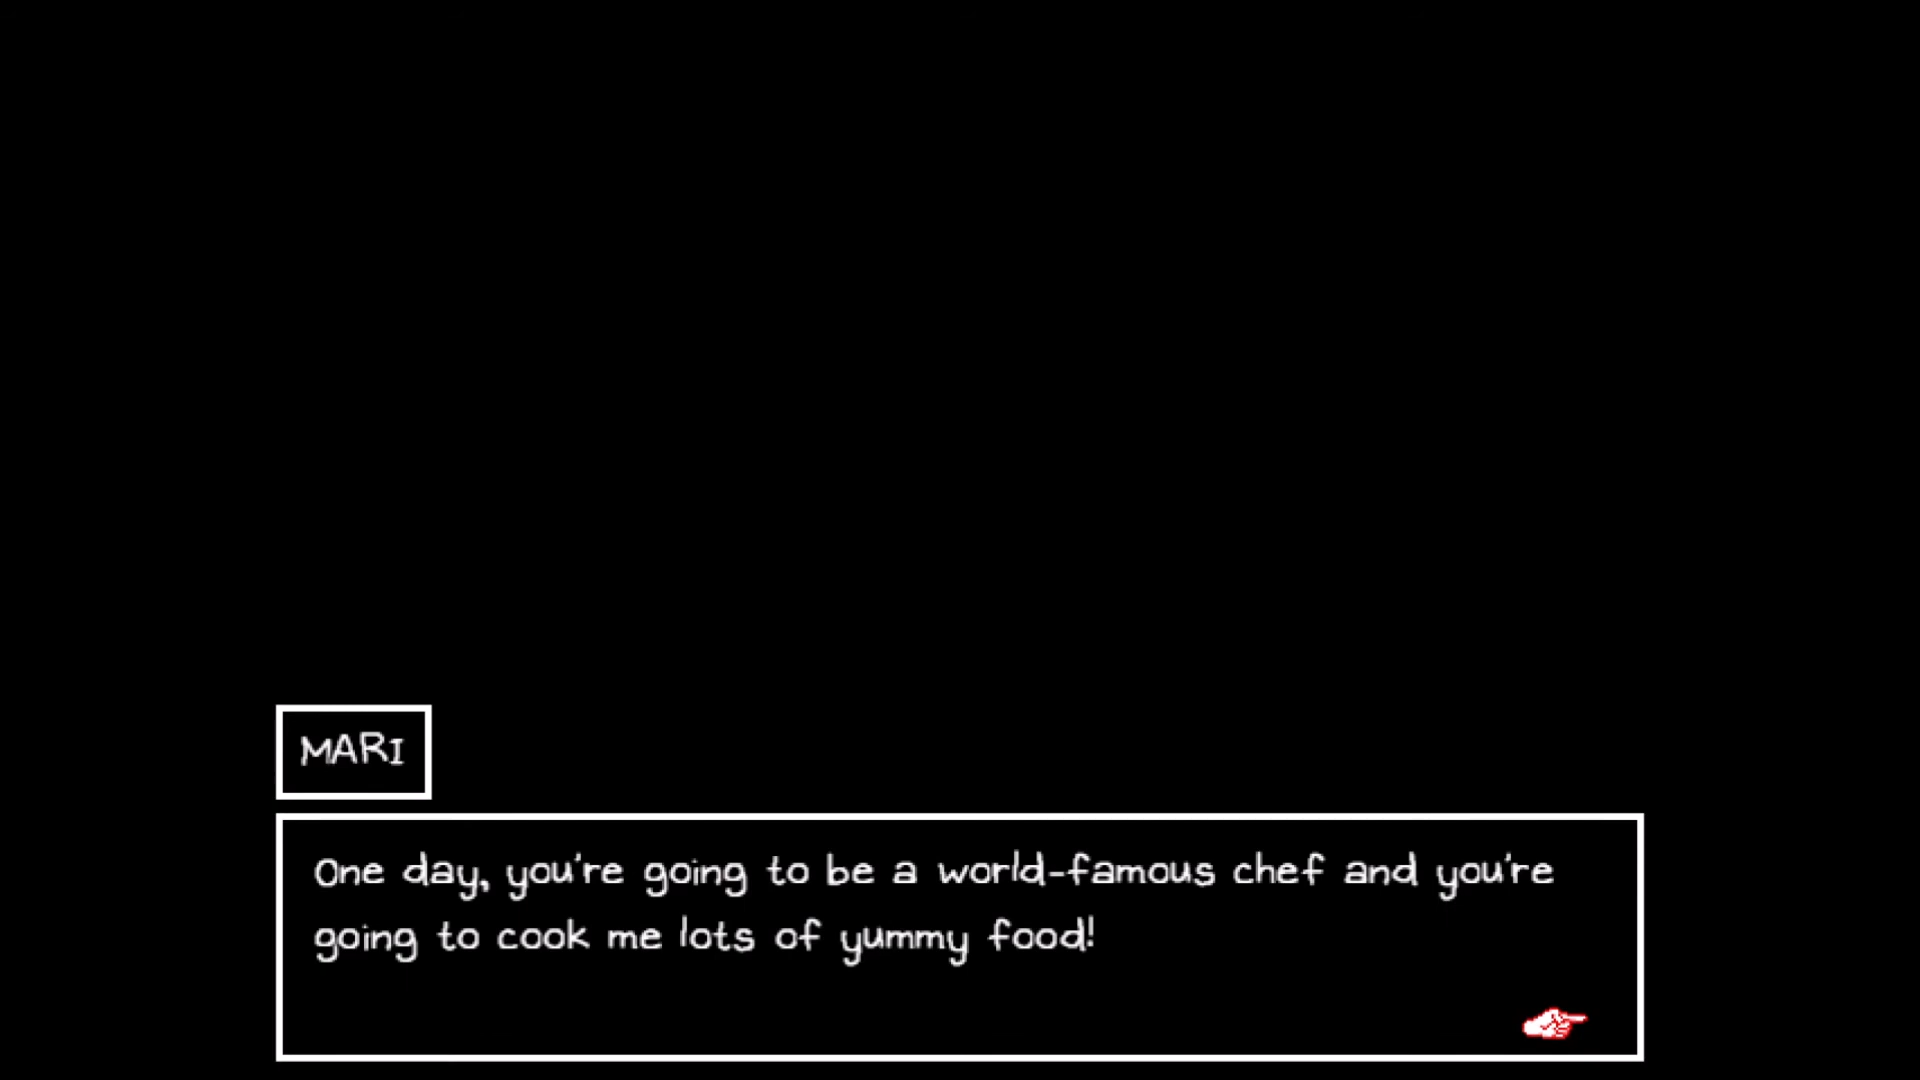 MARI
One day, you're going to be a world-famous chef and you're
going to cook me lots of yummy food!